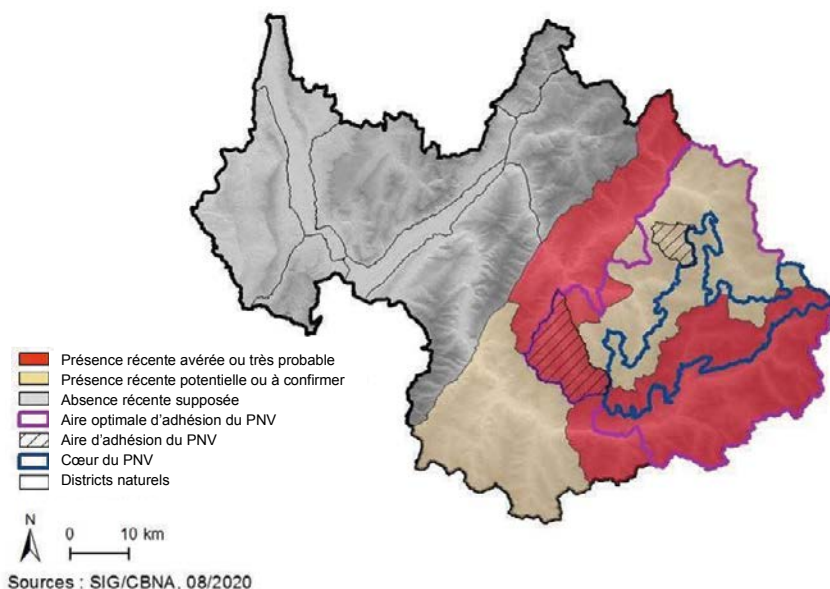 Présence récente avérée ou très probable
Présence récente potentielle ou à confirmer
Absence récente supposée
Aire optimale d'adhésion du PNV
Aire d'adhésion du PNV
Cœur du PNV
Districts naturels
N
0 10 km
Sources : SIG/CBNA, 08/2020